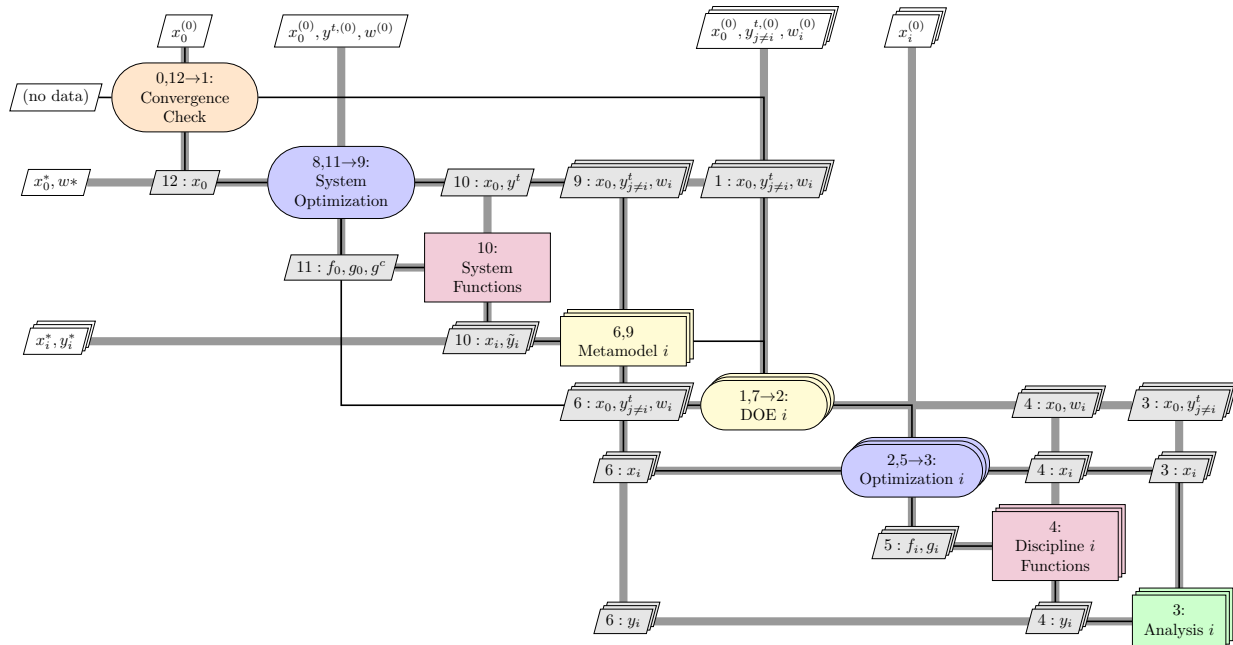 x_0^{(0)}
x_0^{(0)}, y^{t,(0)}, w^{(0)}
x_0^{(0)}, y_{j≠i}^{t,(0)}, w_i^{(0)}
x_i^{(0)}
(no data)
0,12→1:
Convergence
Check
x_0^*, w*
12 : x_0
8,11→9:
System
Optimization
10 : x_0, y^t
9 : x_0, y_{j≠i}^t, w_i
1 : x_0, y_{j≠i}^t, w_i
11 : f_0, g_0, g^c
10:
System
Functions
x_i^*, y_i^*
10 : x_i, ỹ_i
6,9
Metamodel i
6 : x_0, y_{j≠i}^t, w_i
1,7→2:
DOE i
4 : x_0, w_i
3 : x_0, y_{j≠i}^t
6 : x_i
2,5→3:
Optimization i
4 : x_i
3 : x_i
5 : f_i, g_i
4:
Discipline i
Functions
6 : y_i
4 : y_i
3:
Analysis i